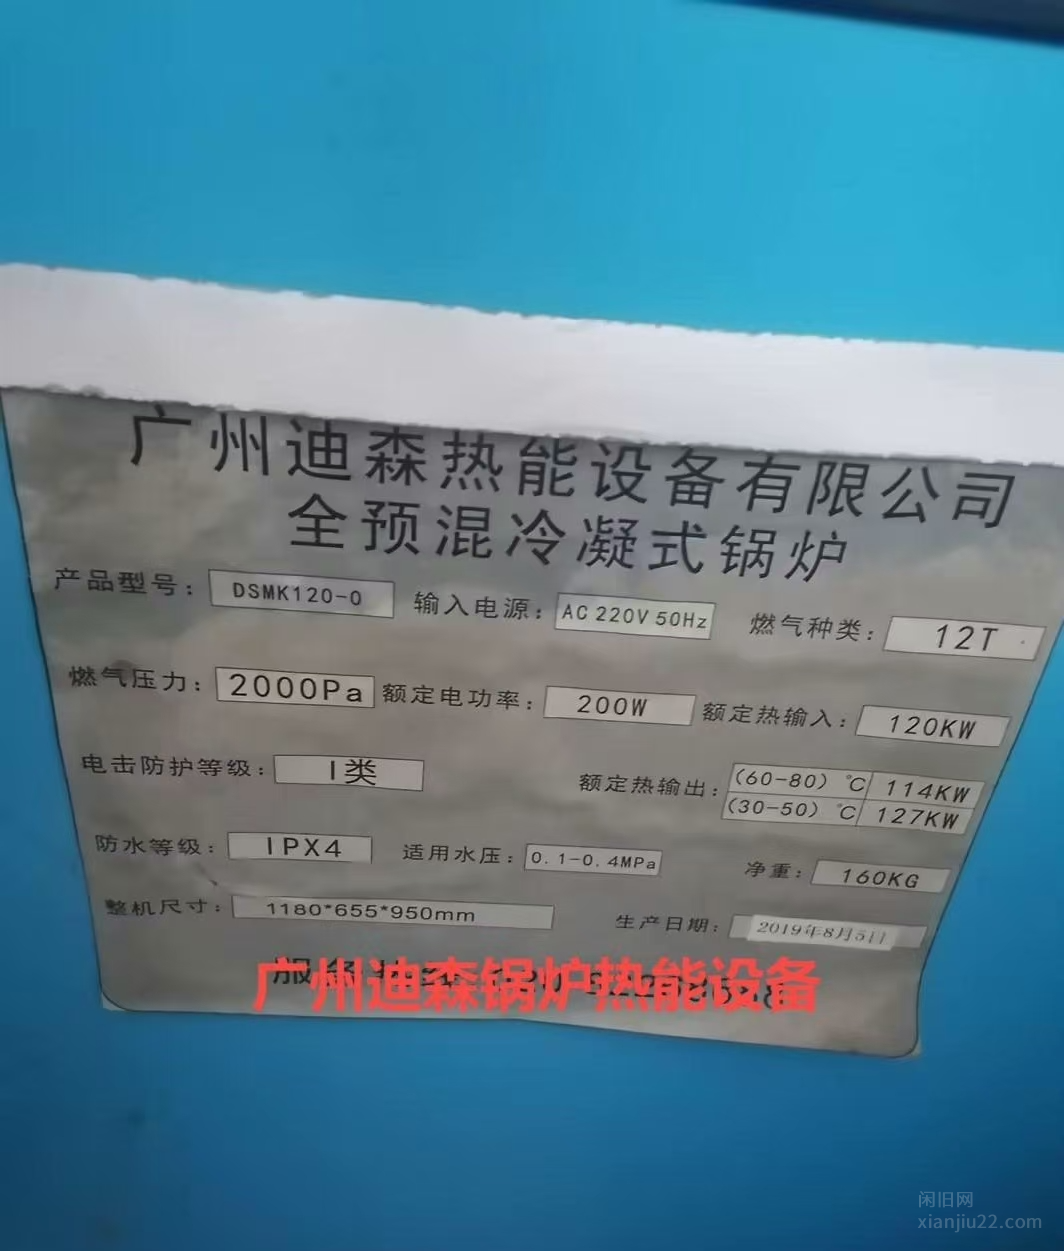 广州迪森热能设备有限公司
全预混冷凝式锅炉
产品型号: DSMK120-0 输入电源: AC 220V 50Hz 燃气种类: 12T
燃气压力: 2000Pa 额定电功率: 200W 额定热输入: 120KW
电击防护等级: I类 额定热输出: (60-80) ℃ 114KW
(30-50) ℃ 127KW
防水等级: IPX4 适用水压: 0.1-0.4MPa 净重: 160KG
整机尺寸: 1180*655*950mm 生产日期: 2019年8月5日
广州迪森锅炉热能设备
闲旧网
xianjiu22.com